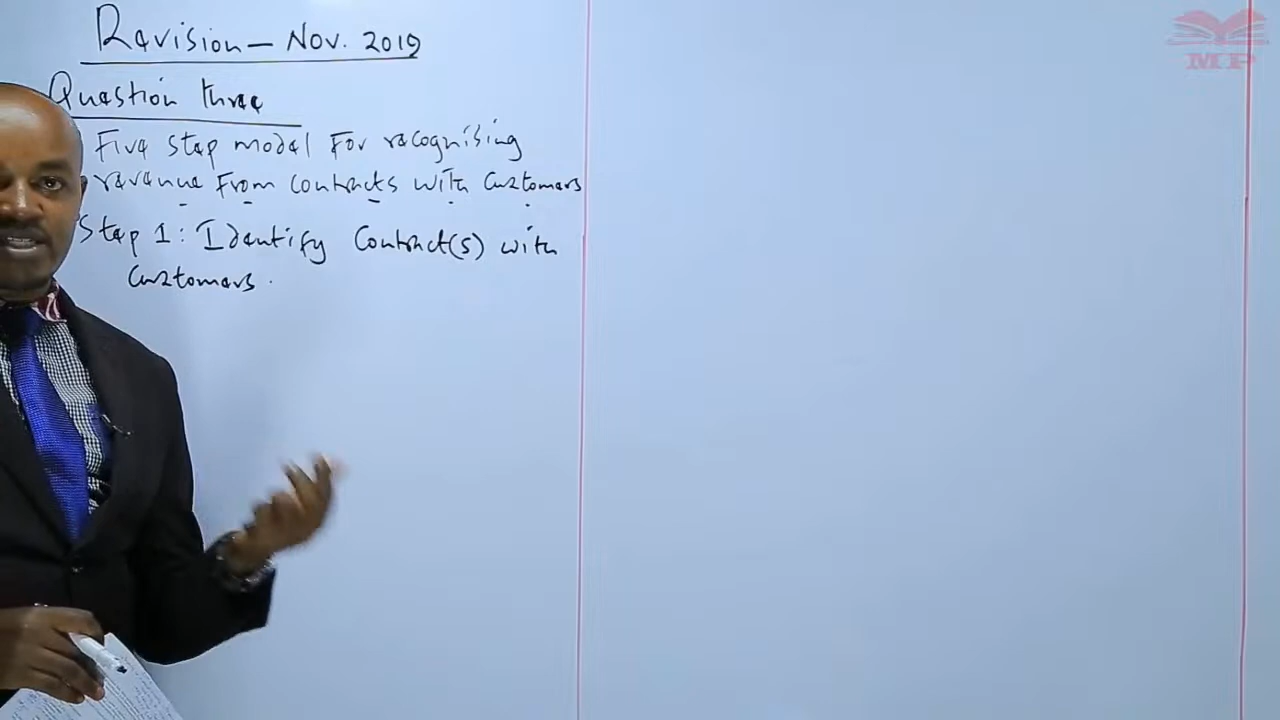 Revision – Nov. 2019
Question three
Five step model for recognising
revenue from contracts with customers
Step 1: Identify Contract(s) with
customers.
MP